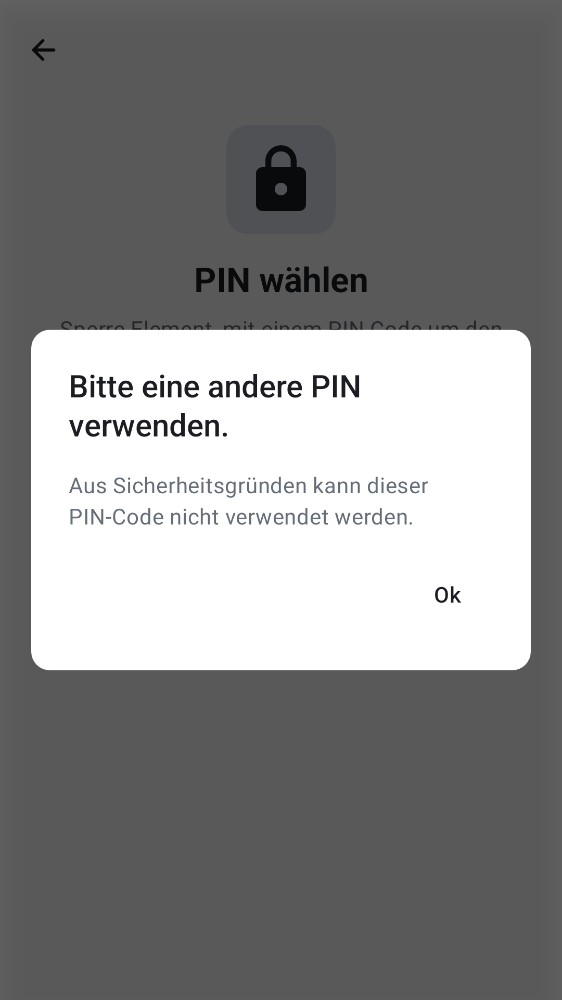 PIN wählen
Sperre Element, mit einem PIN Code um den
Bitte eine andere PIN
verwenden.
Aus Sicherheitsgründen kann dieser
PIN-Code nicht verwendet werden.
Ok